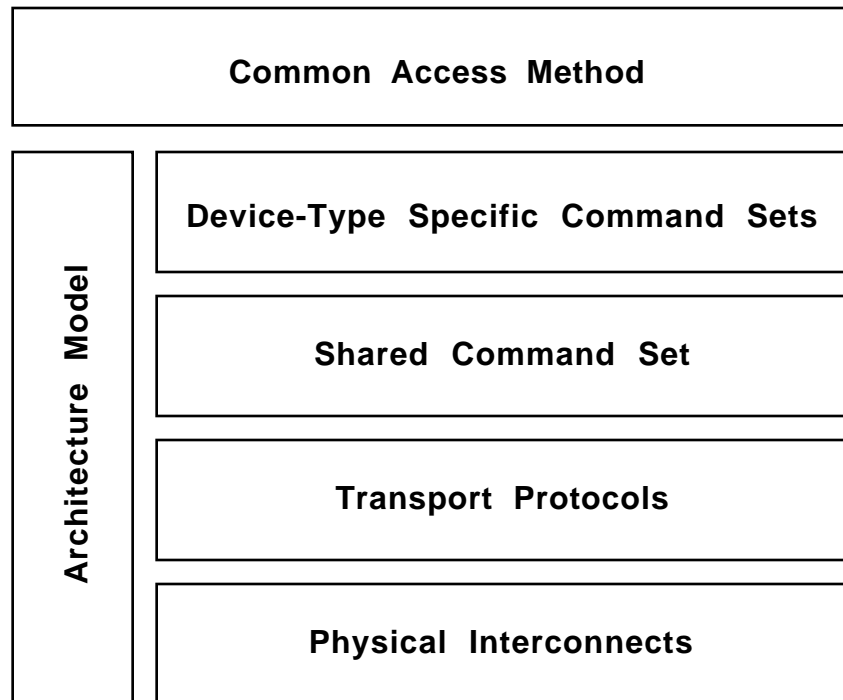 Common Access Method
Device-Type Specific Command Sets
Architecture Model
Shared Command Set
Transport Protocols
Physical Interconnects